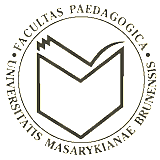 • FACULTAS PAEDAGOGICA •
UNIVERSITATIS MASARYKIANAE BRUNENSIS